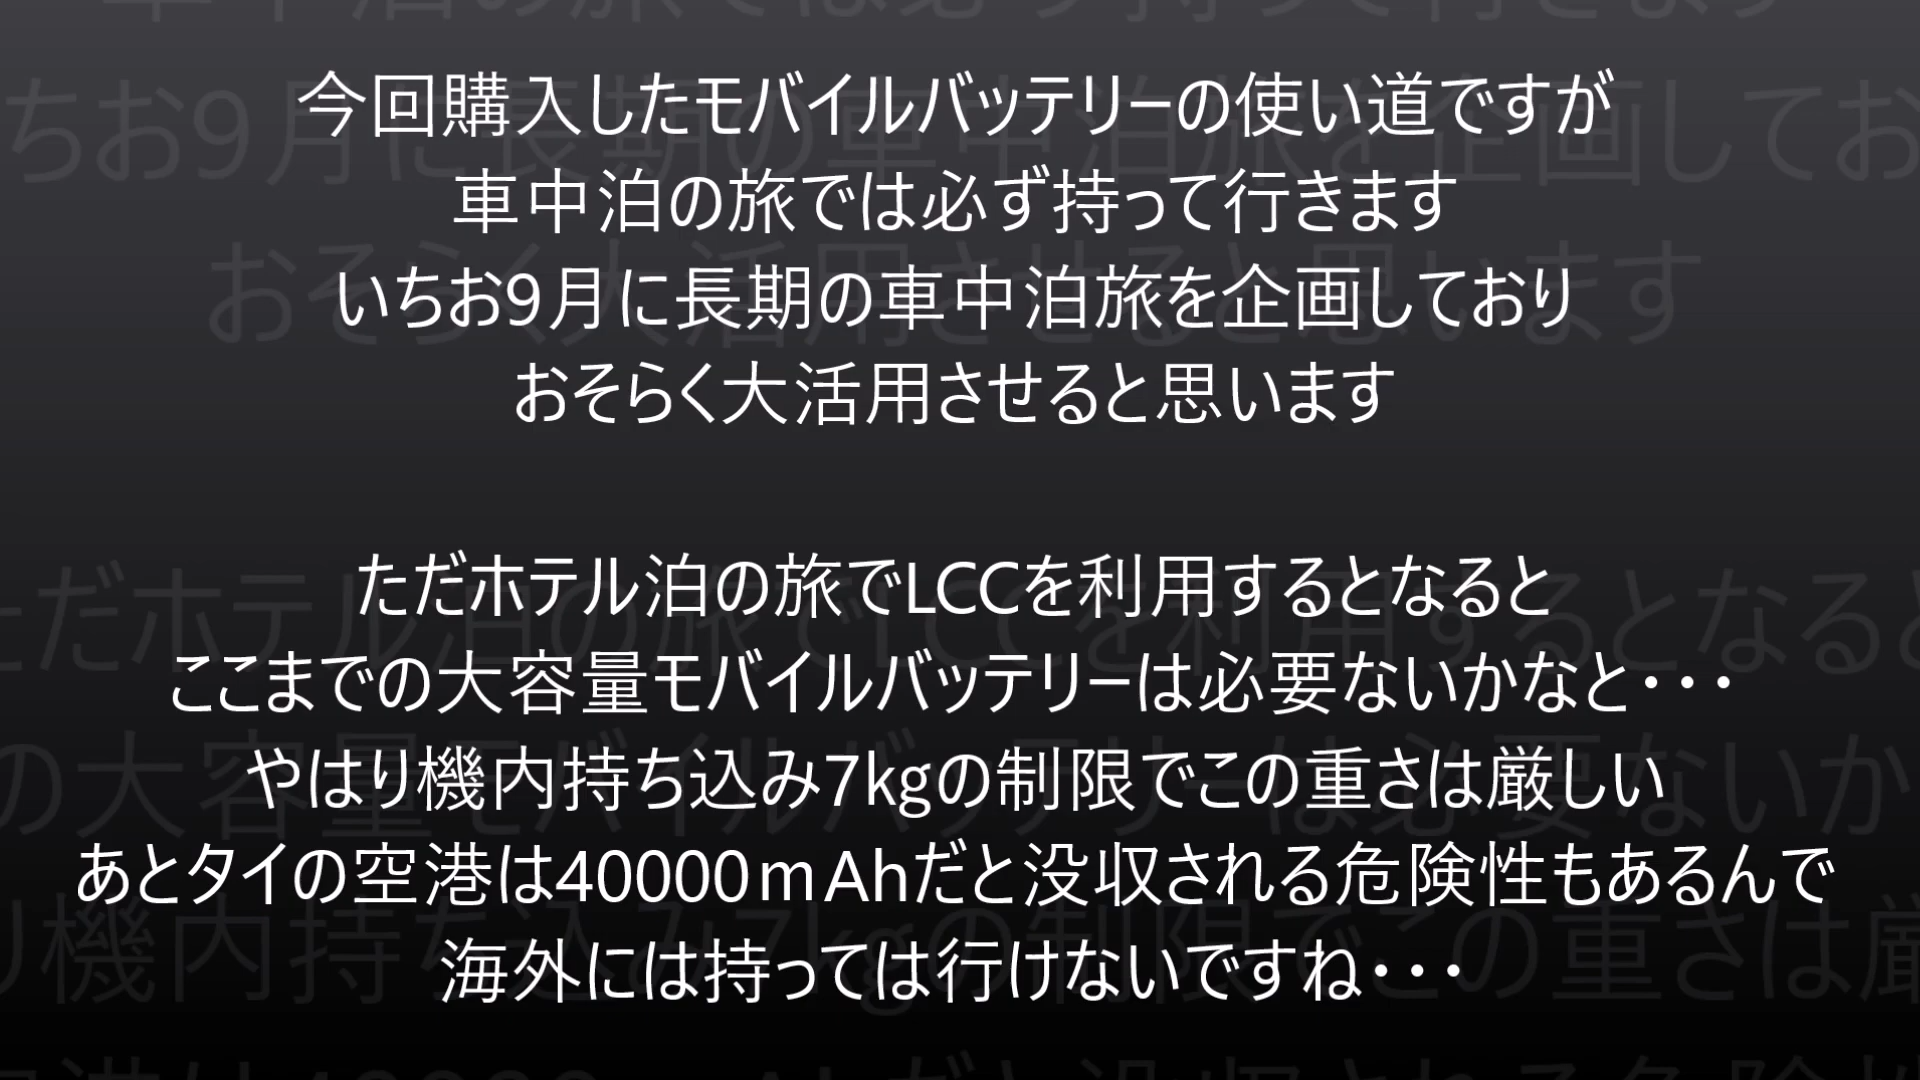 今回購入したモバイルバッテリーの使い道ですが
車中泊の旅では必ず持って行きます
いちお9月に長期の車中泊旅を企画しており
おそらく大活用させると思います
ただホテル泊の旅でLCCを利用するとなると
ここまでの大容量モバイルバッテリーは必要ないかなと・・・
やはり機内持ち込み7kgの制限でこの重さは厳しい
あとタイの空港は40000ｍAhだと没収される危険性もあるんで
海外には持っては行けないですね・・・